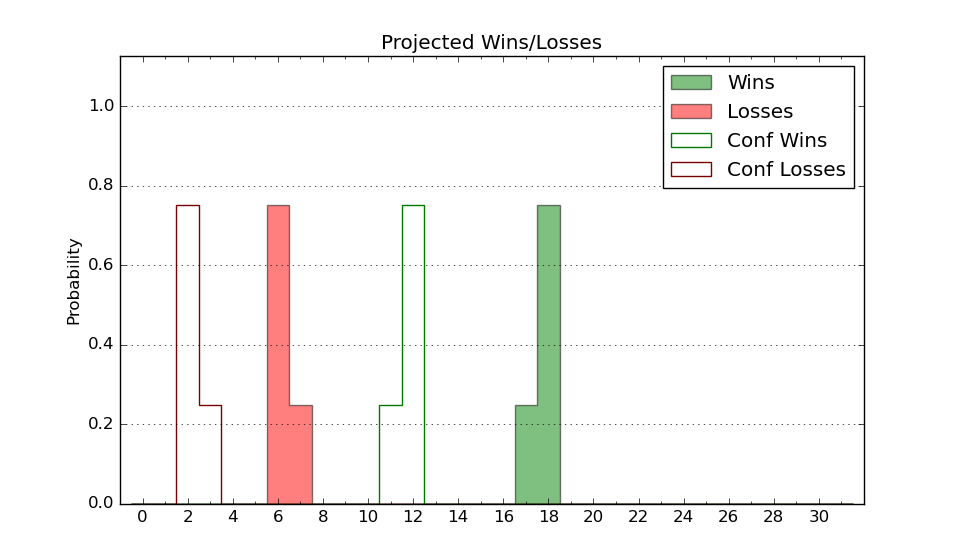 Projected Wins/Losses
Wins
Losses
Conf Wins
Conf Losses
Probability
1.0
0.8
0.6
0.4
0.2
0.0
0 2 4 6 8 10 12 14 16 18 20 22 24 26 28 30